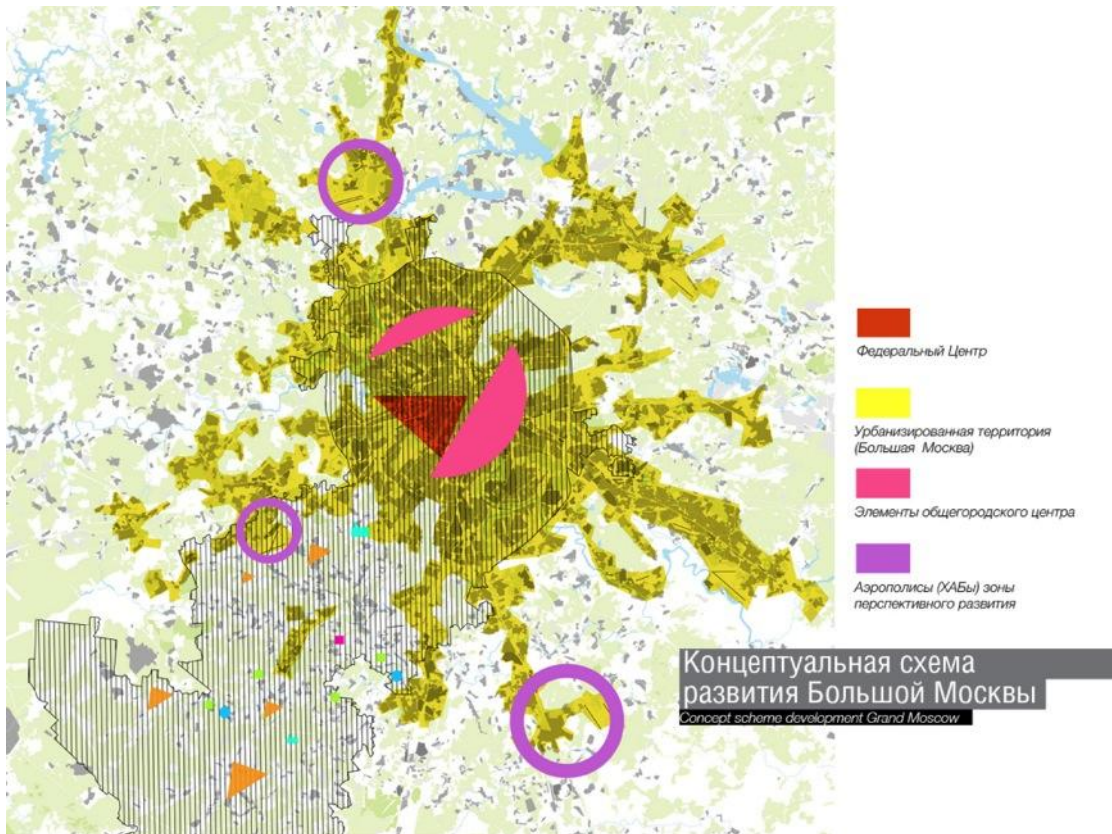 Федеральный Центр
Урбанизированная территория
(Большая Москва)
Элементы общегородского центра
Аэрополисы (ХАБы) зоны
перспективного развития
Концептуальная схема
развития Большой Москвы
Concept scheme development Grand Moscow